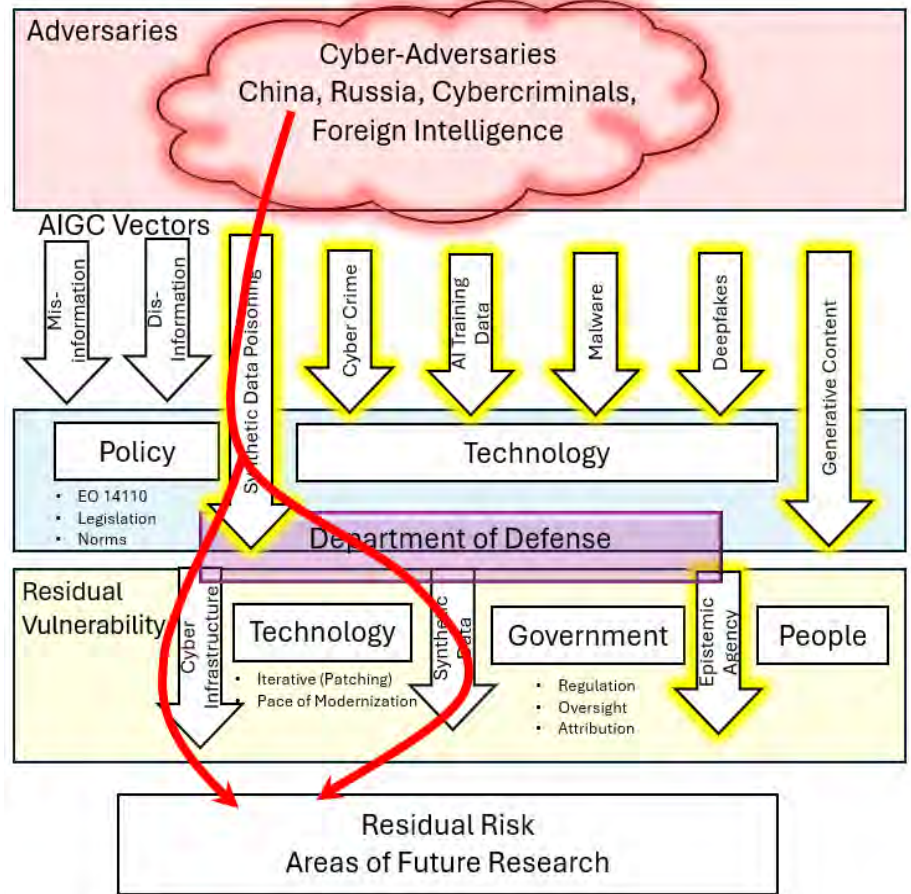 Adversaries
Cyber-Adversaries
China, Russia, Cybercriminals,
Foreign Intelligence
AIGC Vectors
Mis-
information
Dis-
Information
Synthetic Data Poisoning
Cyber Crime
AI Training
Data
Malware
Deepfakes
Generative Content
Policy
• EO 14110
• Legislation
• Norms
Technology
Department of Defense
Residual
Vulnerability
Cyber
Infrastructure
Technology
• Iterative (Patching)
• Pace of Modernization
Synthetic
Data
Government
• Regulation
• Oversight
• Attribution
Epistemic
Agency
People
Residual Risk
Areas of Future Research